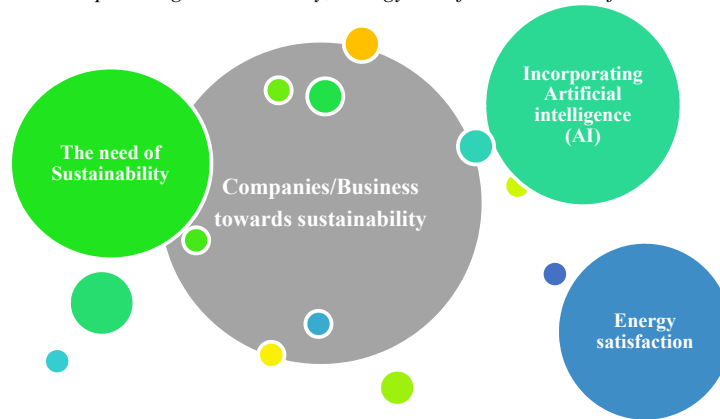 The need of
Sustainability
Companies/Business
towards sustainability
Incorporating
Artificial
intelligence
(AI)
Energy
satisfaction